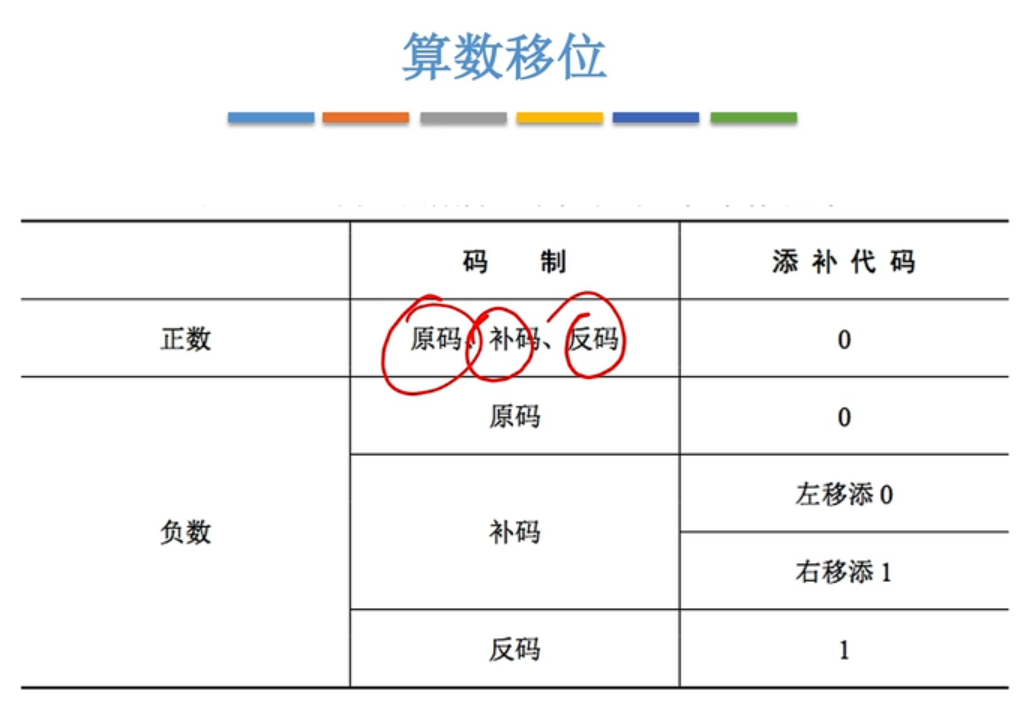 算数移位
码 制 添补代码
正数 原码、补码、反码 0
原码 0
左移添0
负数 补码
右移添1
反码 1